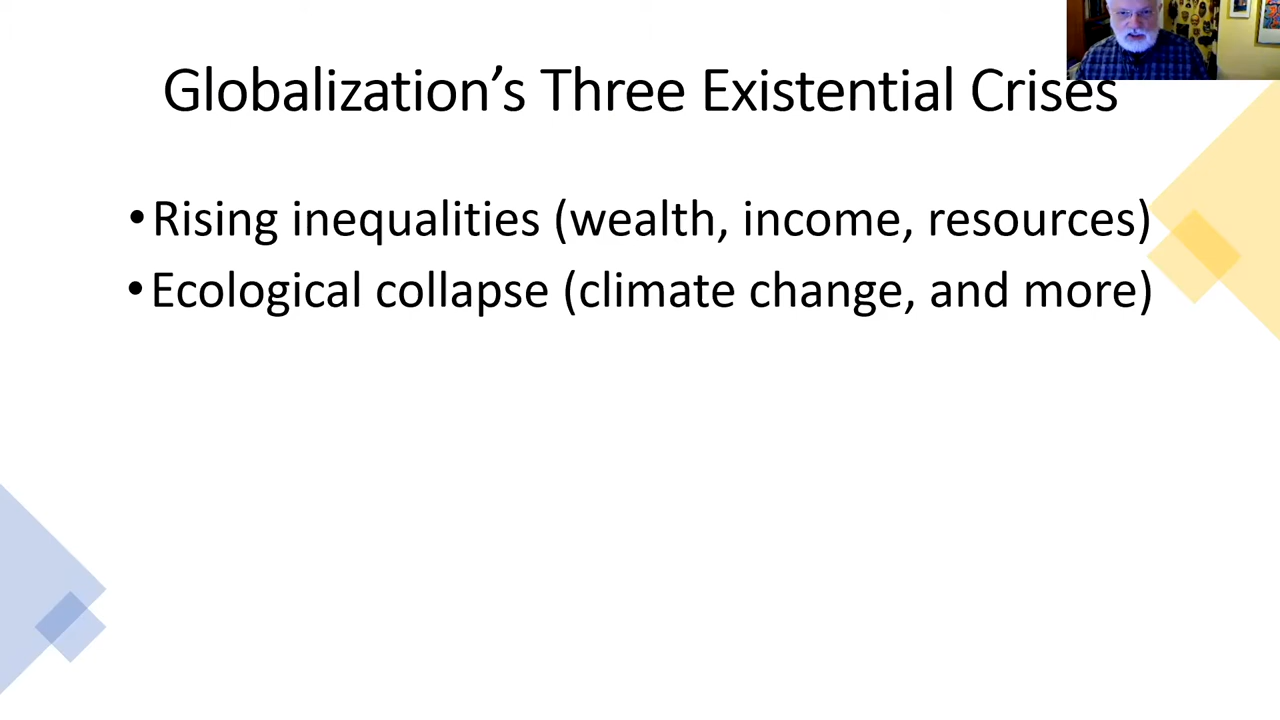 Globalization’s Three Existential Crises
•Rising inequalities (wealth, income, resources)
•Ecological collapse (climate change, and more)